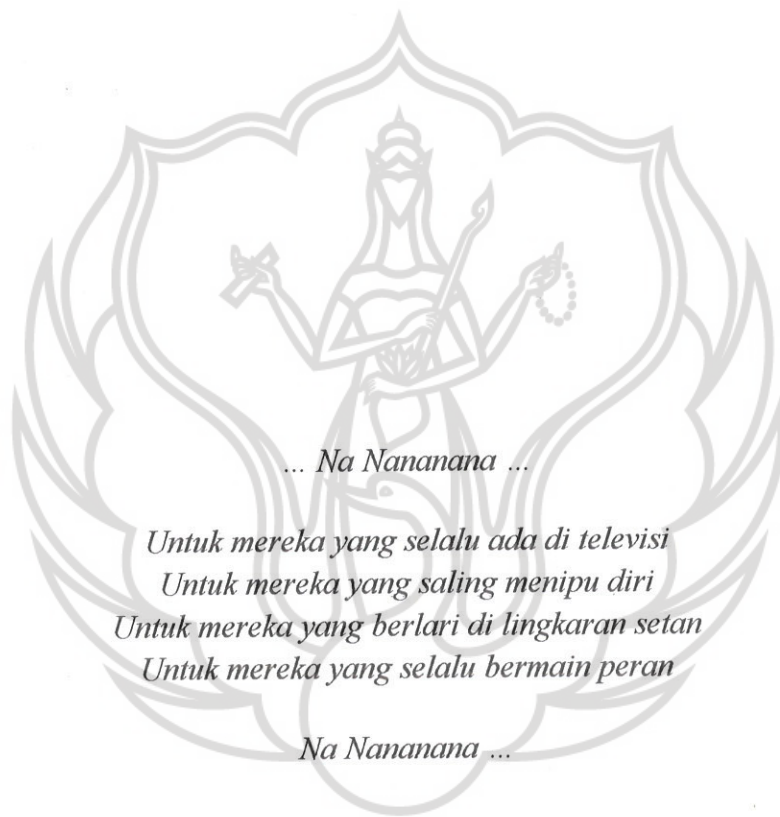 ... Na Nananana ...
Untuk mereka yang selalu ada di televisi
Untuk mereka yang saling menipu diri
Untuk mereka yang berlari di lingkaran setan
Untuk mereka yang selalu bermain peran
Na Nananana ...